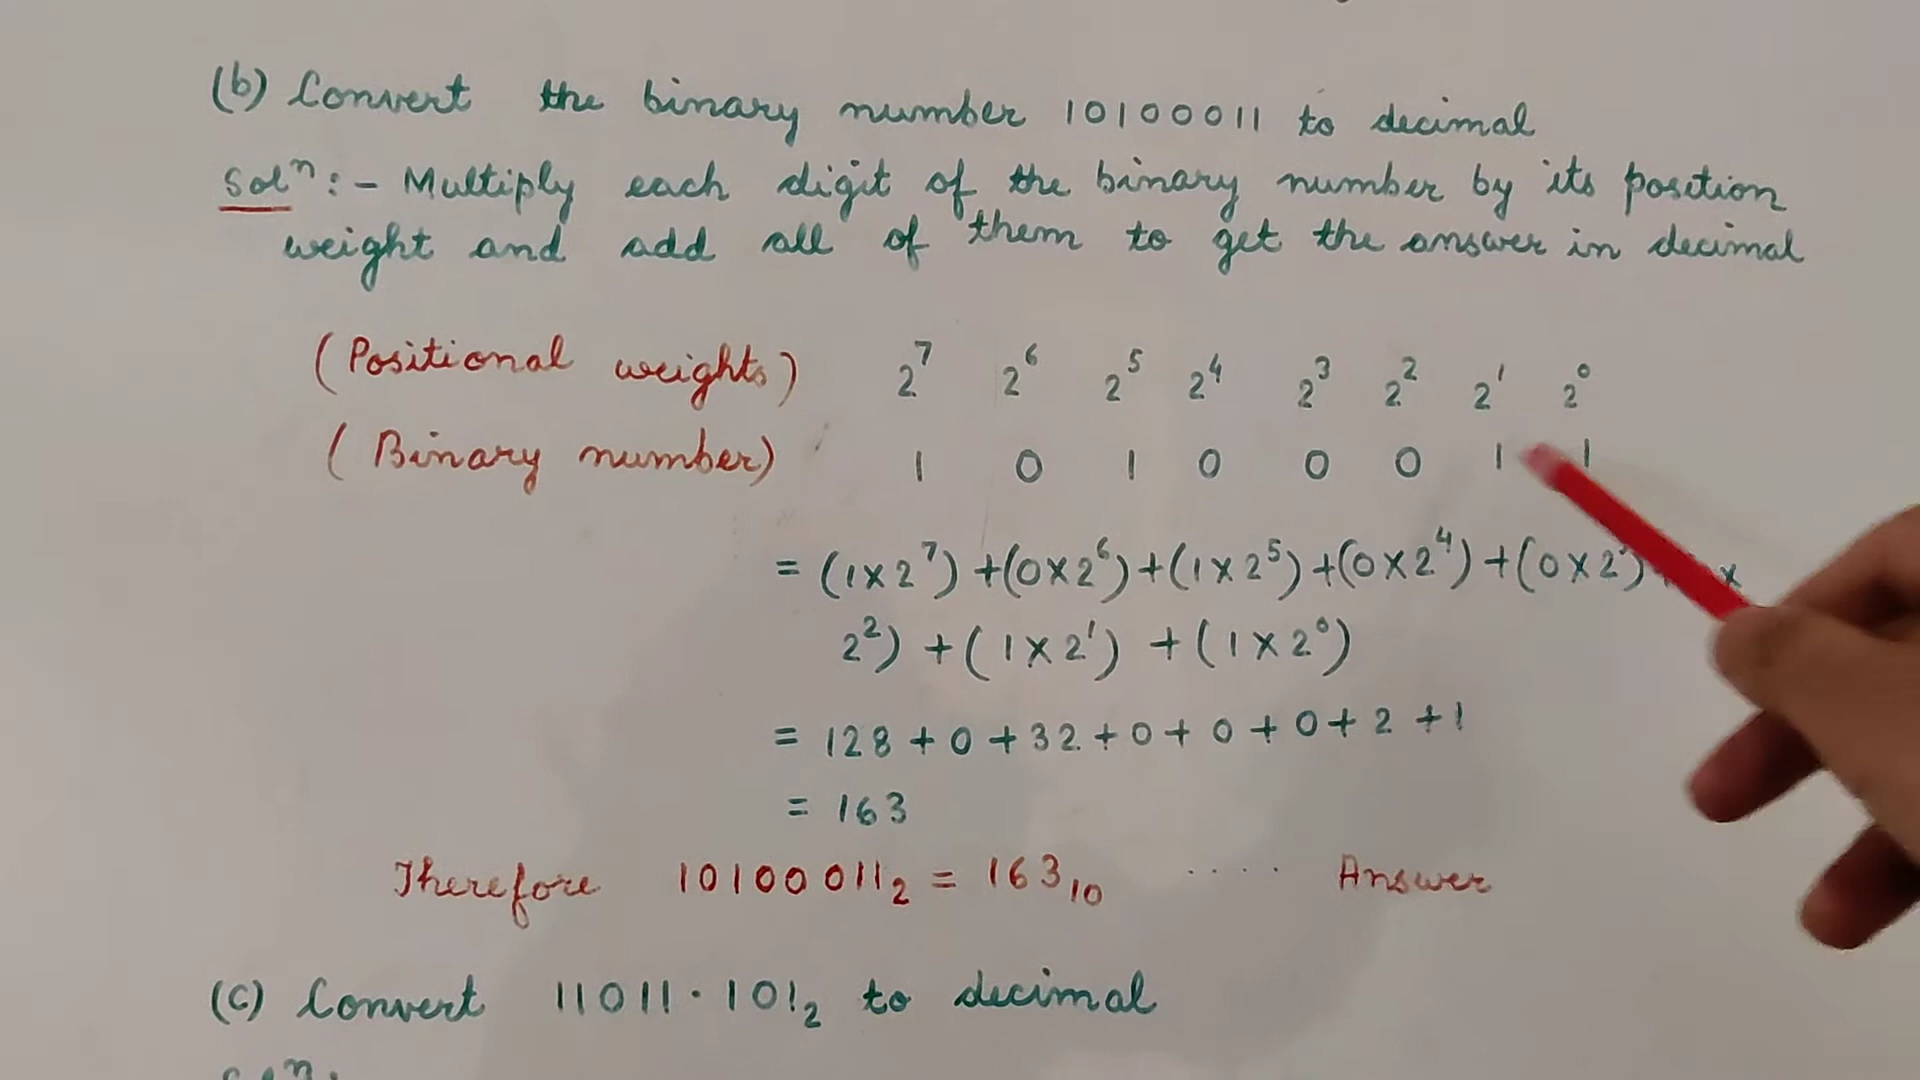 (b) Convert the binary number 10100011 to decimal
Solⁿ:- Multiply each digit of the binary number by its position
weight and add all of them to get the answer in decimal
(Positional weights) 2⁷ 2⁶ 2⁵ 2⁴ 2³ 2² 2¹ 2⁰
(Binary number) 1 0 1 0 0 0 1 1
= (1×2⁷) +(0×2⁶)+(1×2⁵)+(0×2⁴)+(0×2 ) ×
2²) +(1×2¹) +(1×2⁰)
= 128+0+32+0+0+0+2+1
= 163
Therefore 10100011₂ = 163₁₀ .... Answer
(c) Convert 11011.101₂ to decimal